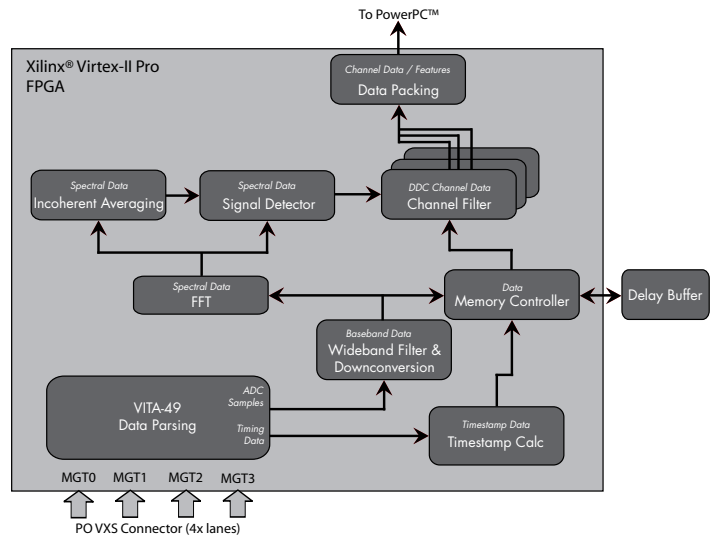 To PowerPC™
Xilinx® Virtex-II Pro
FPGA
Channel Data / Features
Data Packing
Spectral Data
Incoherent Averaging
Spectral Data
Signal Detector
DDC Channel Data
Channel Filter
Spectral Data
FFT
Data
Memory Controller
Delay Buffer
Baseband Data
Wideband Filter &
Downconversion
VITA-49
Data Parsing
ADC
Samples
Timing
Data
Timestamp Data
Timestamp Calc
MGT0
MGT1
MGT2
MGT3
PO VXS Connector (4x lanes)